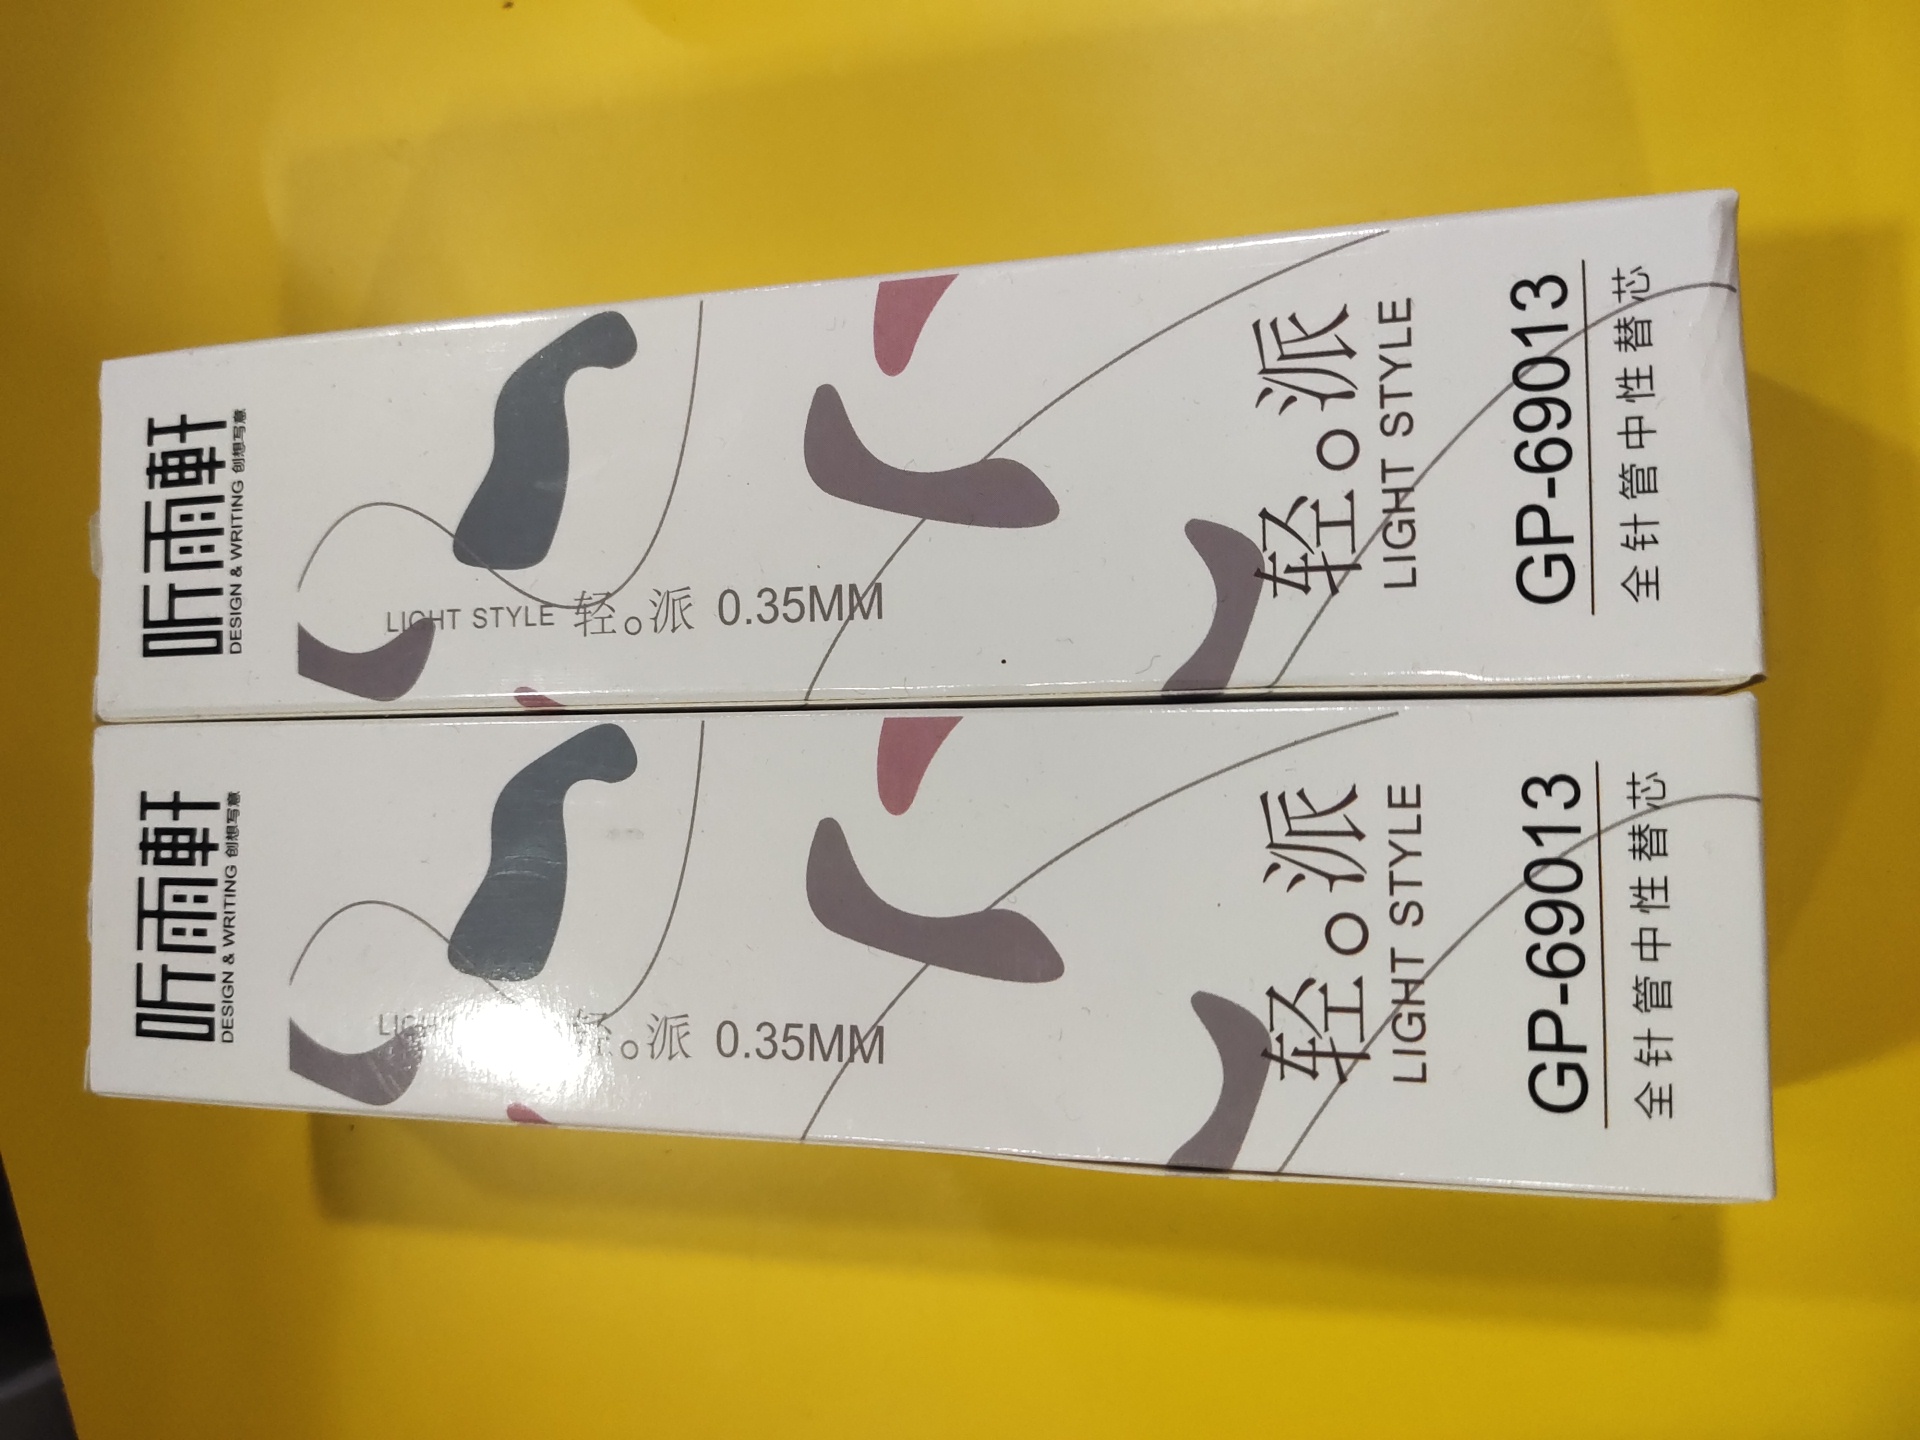 听雨軒
DESIGN & WRITING 创想写意
LIGHT STYLE 轻。派 0.35MM
轻。派
LIGHT STYLE
GP-69013
全针管中性替芯
听雨軒
DESIGN & WRITING 创想写意
LIGH 轻。派 0.35MM
轻。派
LIGHT STYLE
GP-69013
全针管中性替芯